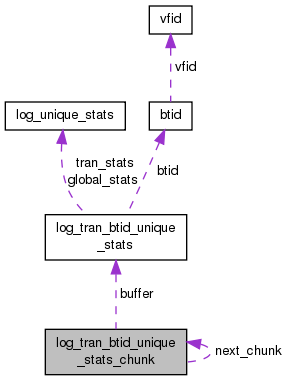 vfid
vfid
log_unique_stats
btid
tran_stats
global_stats
btid
log_tran_btid_unique
_stats
buffer
log_tran_btid_unique
_stats_chunk
next_chunk